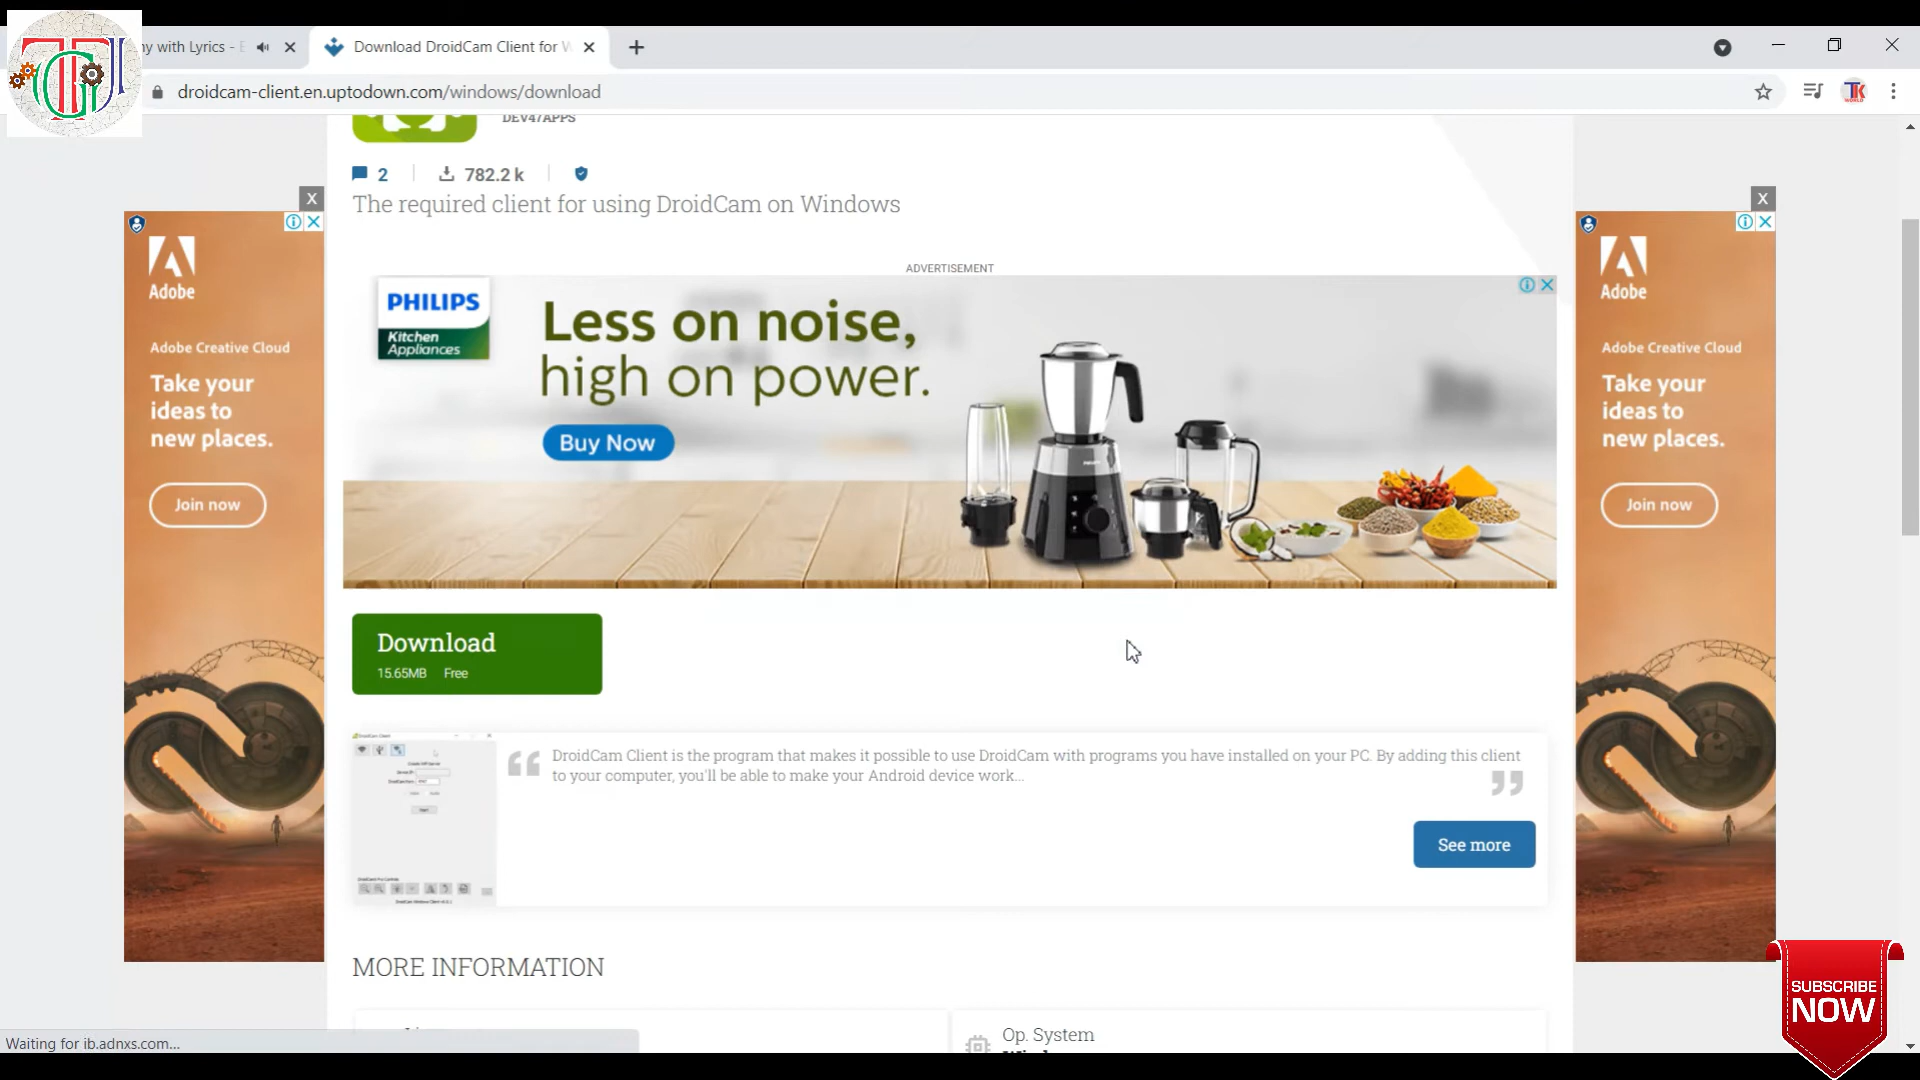 ny with Lyrics -
Download DroidCam Client for W
droidcam-client.en.uptodown.com/windows/download
TK
WORLD
DEV47APPS
2
782.2 k
The required client for using DroidCam on Windows
X
Adobe
Adobe Creative Cloud
Take your
ideas to
new places.
Join now
ADVERTISEMENT
PHILIPS
Kitchen
Appliances
Less on noise,
high on power.
Buy Now
X
Adobe
Adobe Creative Cloud
Take your
ideas to
new places.
Join now
Download
15.65MB Free
DroidCam Client is the program that makes it possible to use DroidCam with programs you have installed on your PC. By adding this client
to your computer, you'll be able to make your Android device work...
See more
MORE INFORMATION
Op. System
Waiting for ib.adnxs.com...
SUBSCRIBE
NOW